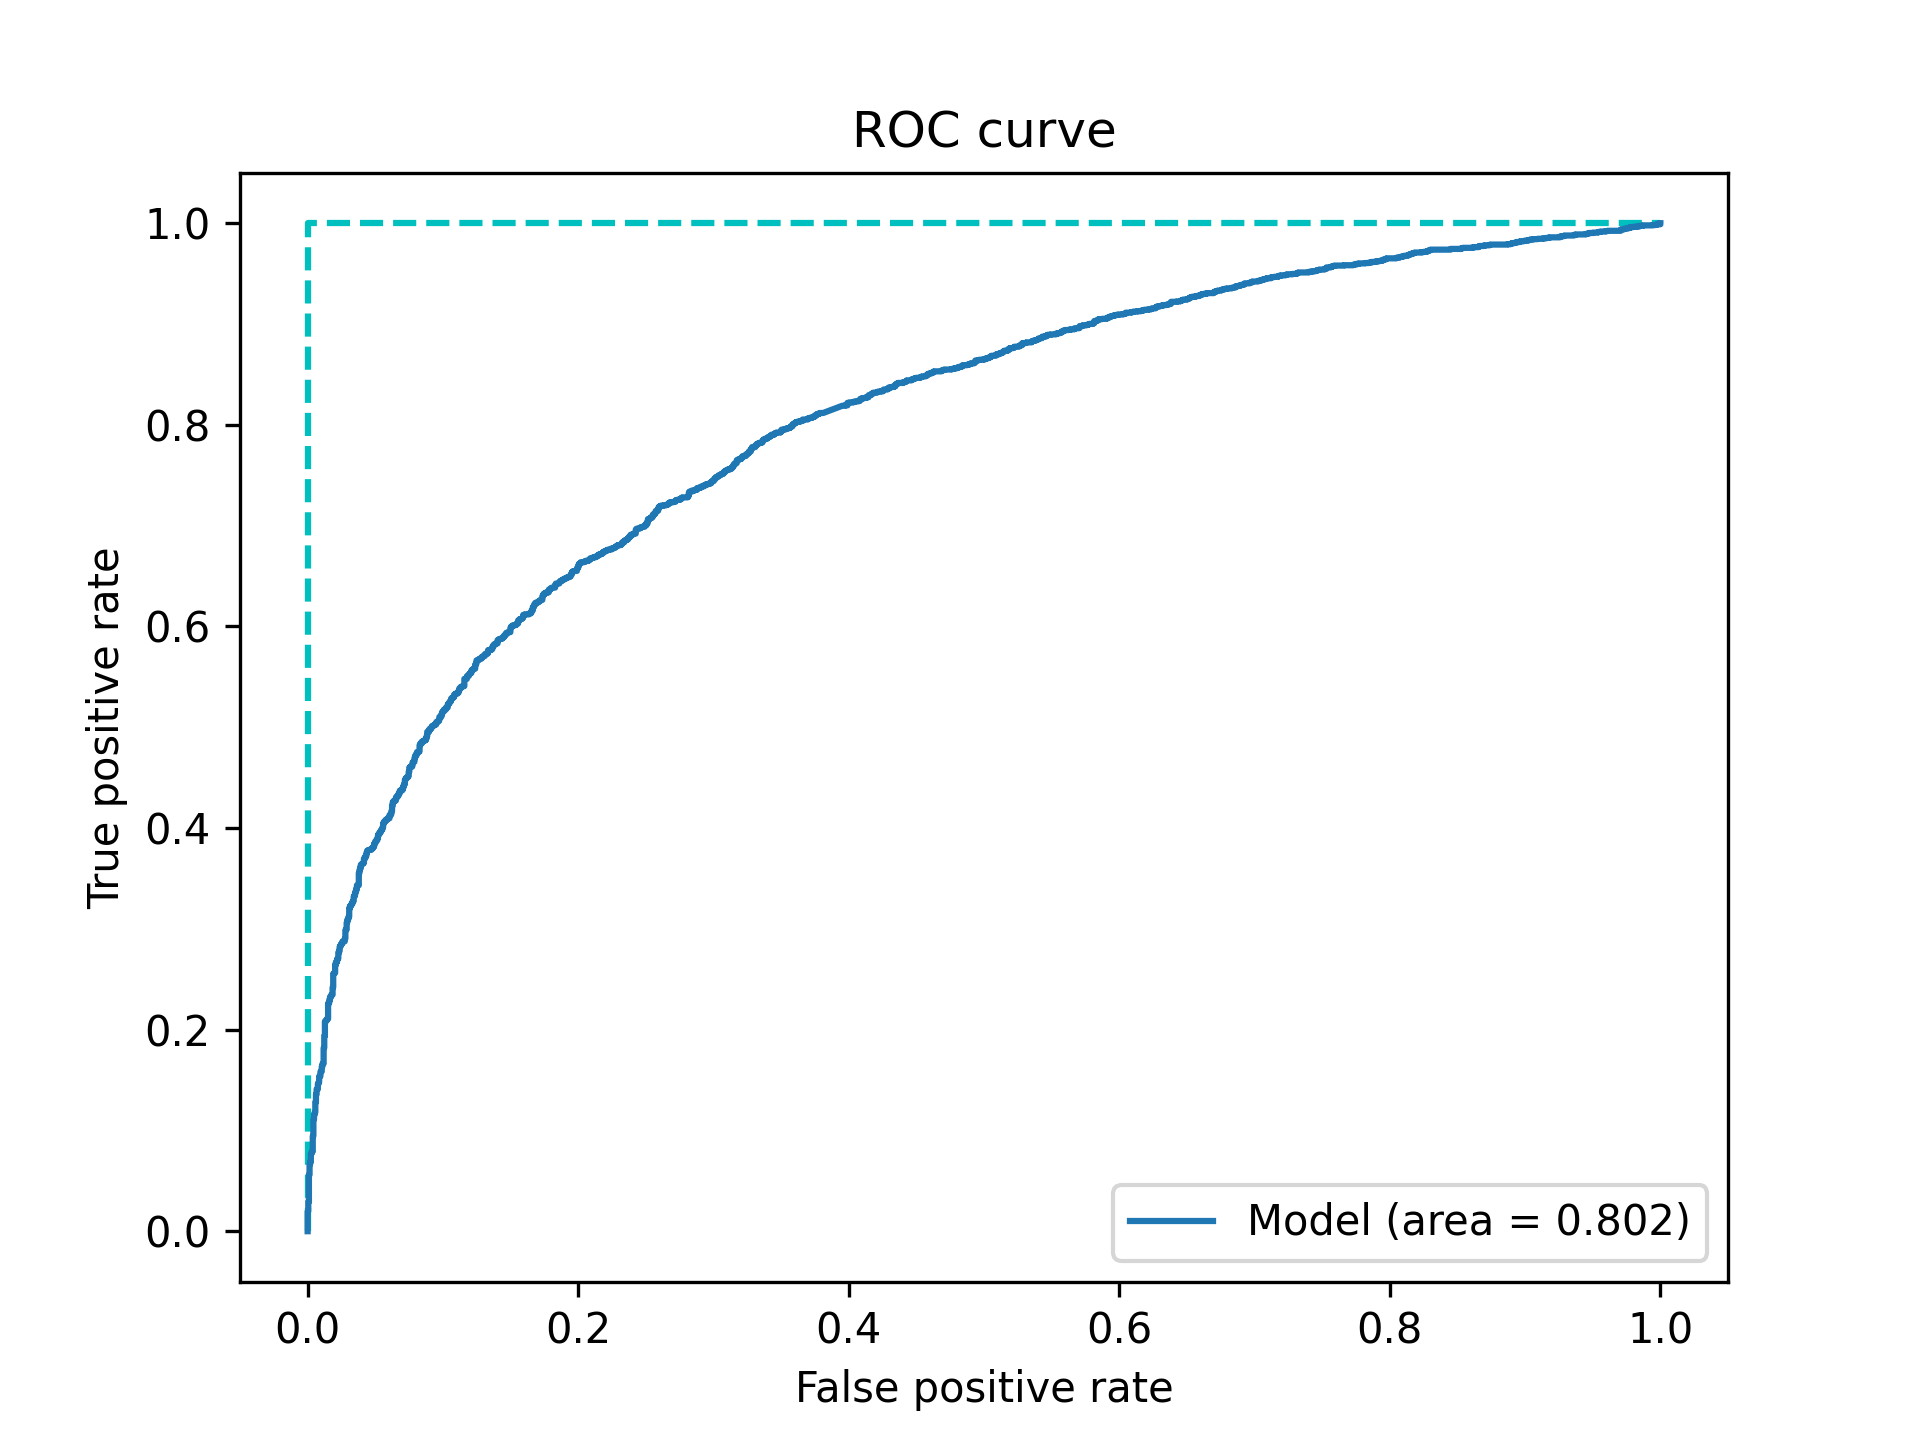 ROC curve
1.0
0.8
0.6
0.4
0.2
0.0
True positive rate
Model (area = 0.802)
0.0 0.2 0.4 0.6 0.8 1.0
False positive rate